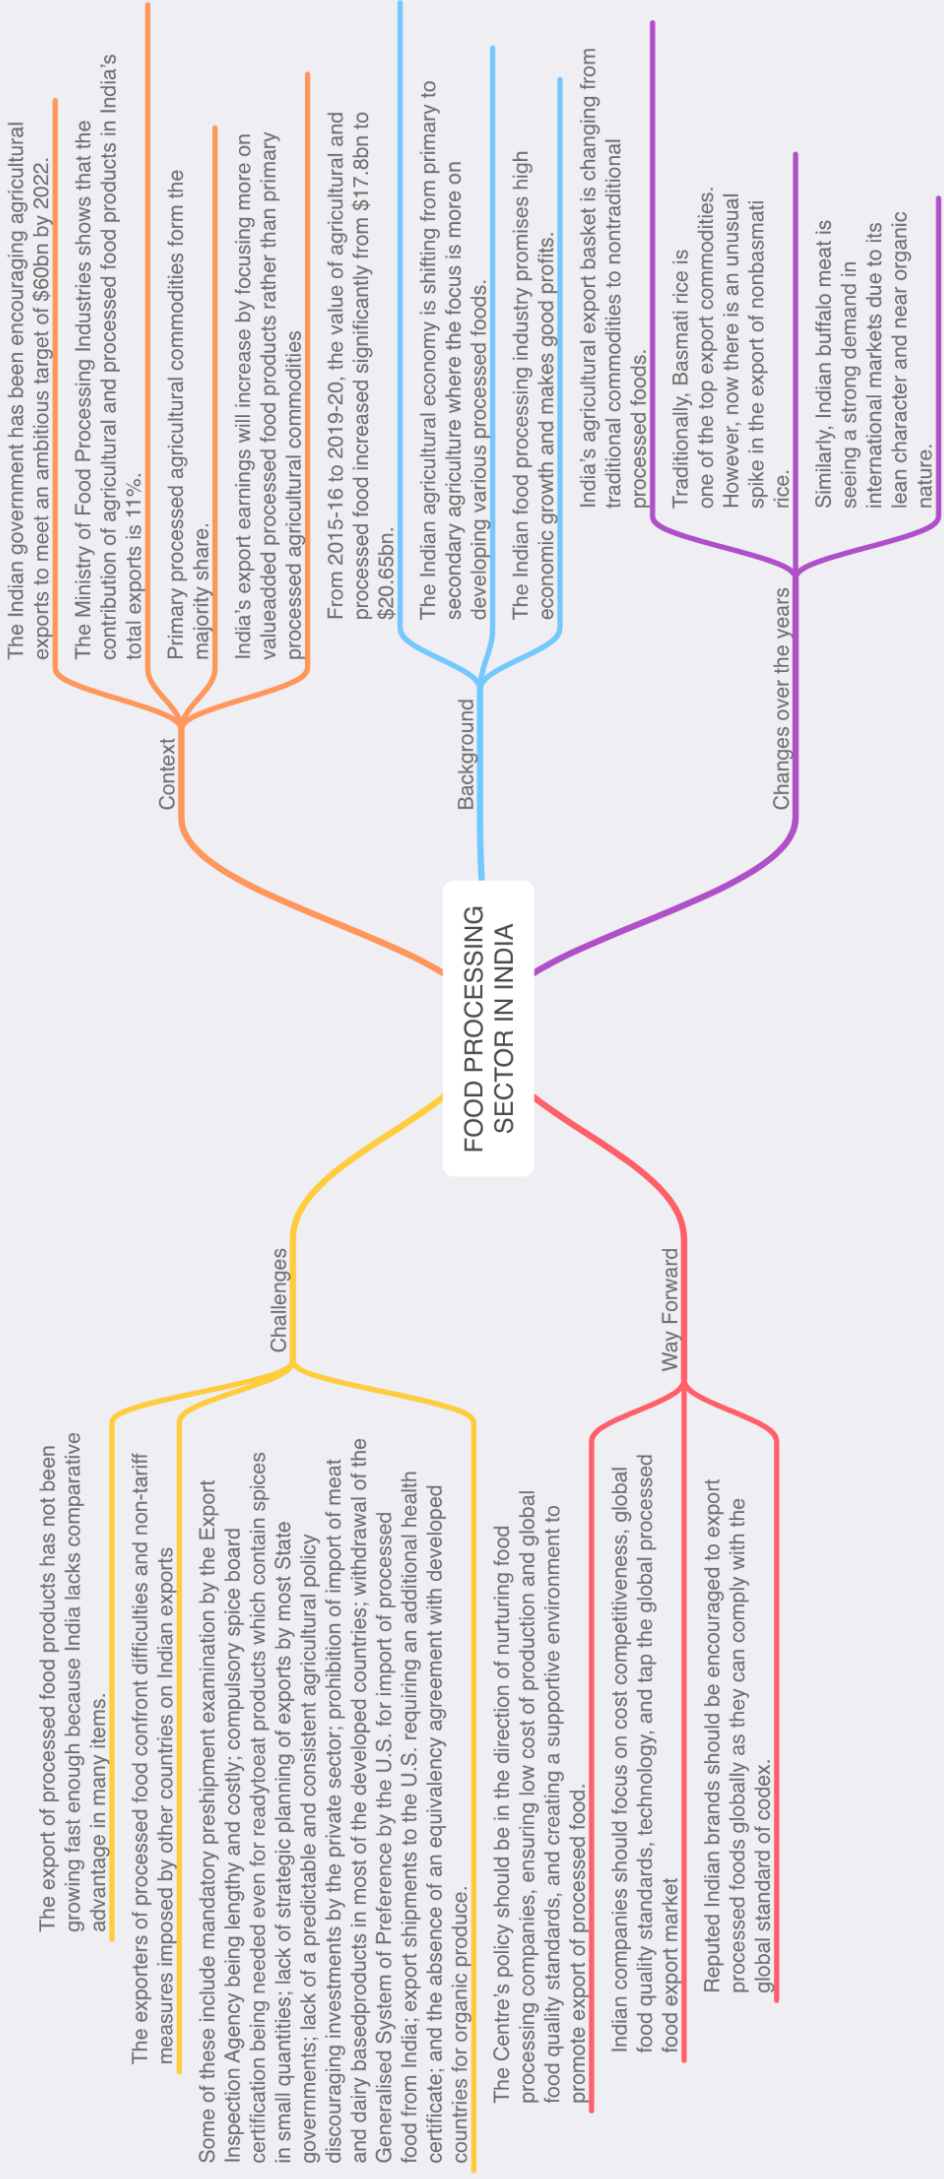 FOOD PROCESSING
SECTOR IN INDIA
Context
The Indian government has been encouraging agricultural
exports to meet an ambitious target of $60bn by 2022.
The Ministry of Food Processing Industries shows that the
contribution of agricultural and processed food products in India's
total exports is 11%.
Primary processed agricultural commodities form the
majority share.
India's export earnings will increase by focusing more on
valueadded processed food products rather than primary
processed agricultural commodities
Background
From 2015-16 to 2019-20, the value of agricultural and
processed food increased significantly from $17.8bn to
$20.65bn.
The Indian agricultural economy is shifting from primary to
secondary agriculture where the focus is more on
developing various processed foods.
The Indian food processing industry promises high
economic growth and makes good profits.
Changes over the years
India's agricultural export basket is changing from
traditional commodities to nontraditional
processed foods.
Traditionally, Basmati rice is
one of the top export commodities.
However, now there is an unusual
spike in the export of nonbasmati
rice.
Similarly, Indian buffalo meat is
seeing a strong demand in
international markets due to its
lean character and near organic
nature.
Challenges
The export of processed food products has not been
growing fast enough because India lacks comparative
advantage in many items.
The exporters of processed food confront difficulties and non-tariff
measures imposed by other countries on Indian exports
Some of these include mandatory preshipment examination by the Export
Inspection Agency being lengthy and costly; compulsory spice board
certification being needed even for readytoeat products which contain spices
in small quantities; lack of strategic planning of exports by most State
governments; lack of a predictable and consistent agricultural policy
discouraging investments by the private sector; prohibition of import of meat
and dairy basedproducts in most of the developed countries; withdrawal of the
Generalised System of Preference by the U.S. for import of processed
food from India; export shipments to the U.S. requiring an additional health
certificate; and the absence of an equivalency agreement with developed
countries for organic produce.
Way Forward
The Centre's policy should be in the direction of nurturing food
processing companies, ensuring low cost of production and global
food quality standards, and creating a supportive environment to
promote export of processed food.
Indian companies should focus on cost competitiveness, global
food quality standards, technology, and tap the global processed
food export market
Reputed Indian brands should be encouraged to export
processed foods globally as they can comply with the
global standard of codex.